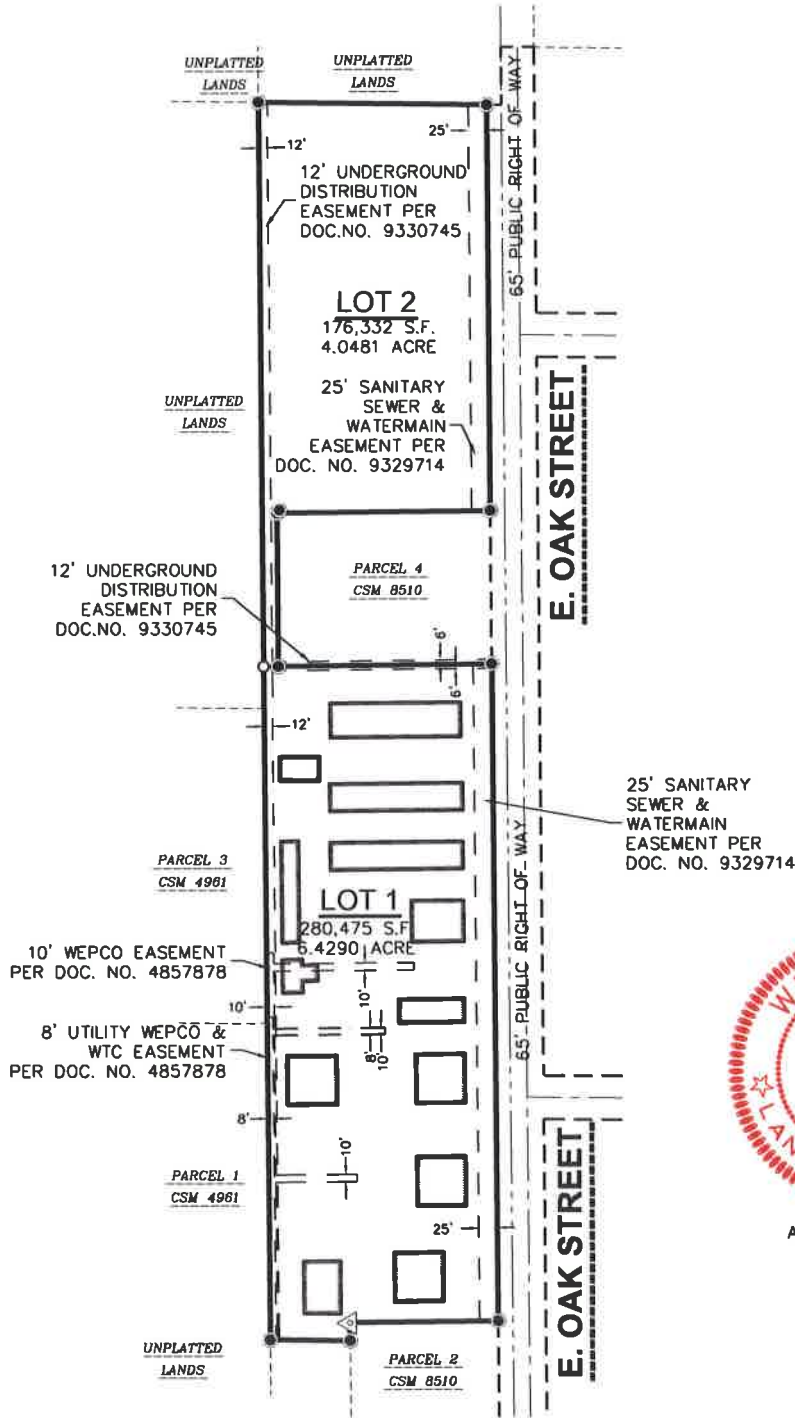 UNPLATTED
LANDS
UNPLATTED
LANDS
65' PUBLIC RIGHT OF WAY
12'
25'
12' UNDERGROUND
DISTRIBUTION
EASEMENT PER
DOC.NO. 9330745
LOT 2
176,332 S.F.
4.0481 ACRE
UNPLATTED
LANDS
25' SANITARY
SEWER &
WATERMAIN
EASEMENT PER
DOC. NO. 9329714
E. OAK STREET
PARCEL 4
CSM 8510
12' UNDERGROUND
DISTRIBUTION
EASEMENT PER
DOC.NO. 9330745
6'
6'
12'
25' SANITARY
SEWER &
WATERMAIN
EASEMENT PER
DOC. NO. 9329714
65' PUBLIC RIGHT OF WAY
PARCEL 3
CSM 4961
LOT 1
280,475 S.F.
6.4290 ACRE
10' WEPCO EASEMENT
PER DOC. NO. 4857878
10'
10'
8' UTILITY WEPCO &
WTC EASEMENT
PER DOC. NO. 4857878
8'
10'
8'
10'
PARCEL 1
CSM 4961
25'
E. OAK STREET
UNPLATTED
LANDS
PARCEL 2
CSM 8510
W
LAN
A